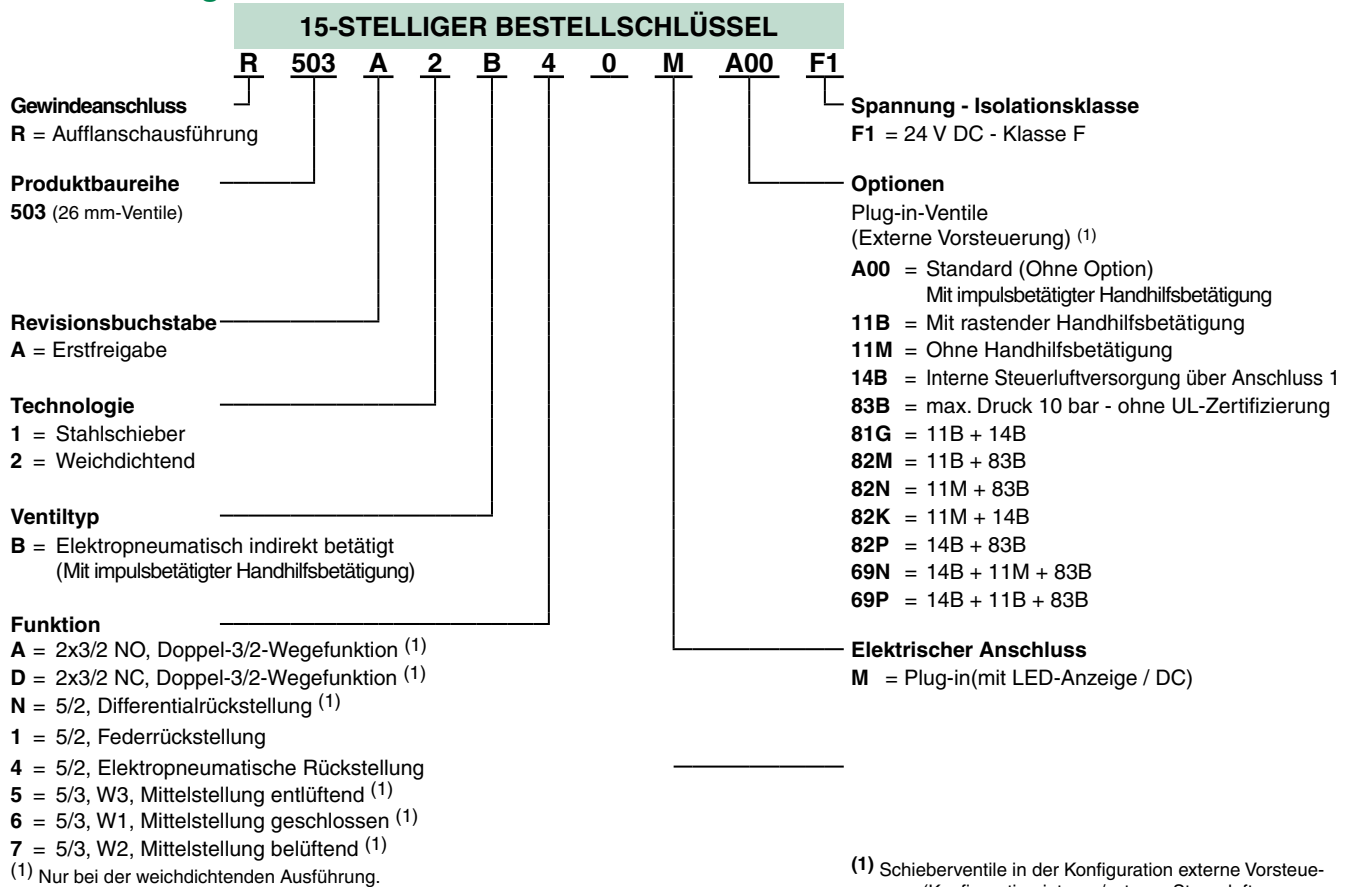 15-STELLIGER BESTELLSCHLÜSSEL
R 503 A 2 B 4 0 M A00 F1
Gewindeanschluss
R = Aufflanschausführung
Produktbaureihe
503 (26 mm-Ventile)
Revisionsbuchstabe
A = Erstfreigabe
Technologie
1 = Stahlschieber
2 = Weichdichtend
Ventiltyp
B = Elektropneumatisch indirekt betätigt
(Mit impulsbetätigter Handhilfsbetätigung)
Funktion
A = 2x3/2 NO, Doppel-3/2-Wegefunktion (1)
D = 2x3/2 NC, Doppel-3/2-Wegefunktion (1)
N = 5/2, Differentialrückstellung (1)
1 = 5/2, Federrückstellung
4 = 5/2, Elektropneumatische Rückstellung
5 = 5/3, W3, Mittelstellung entlüftend (1)
6 = 5/3, W1, Mittelstellung geschlossen (1)
7 = 5/3, W2, Mittelstellung belüftend (1)
(1) Nur bei der weichdichtenden Ausführung.
Spannung - Isolationsklasse
F1 = 24 V DC - Klasse F
Optionen
Plug-in-Ventile
(Externe Vorsteuerung) (1)
A00 = Standard (Ohne Option)
Mit impulsbetätigter Handhilfsbetätigung
11B = Mit rastender Handhilfsbetätigung
11M = Ohne Handhilfsbetätigung
14B = Interne Steuerluftversorgung über Anschluss 1
83B = max. Druck 10 bar - ohne UL-Zertifizierung
81G = 11B + 14B
82M = 11B + 83B
82N = 11M + 83B
82K = 11M + 14B
82P = 14B + 83B
69N = 14B + 11M + 83B
69P = 14B + 11B + 83B
Elektrischer Anschluss
M = Plug-in(mit LED-Anzeige / DC)
(1) Schieberventile in der Konfiguration externe Vorsteue-